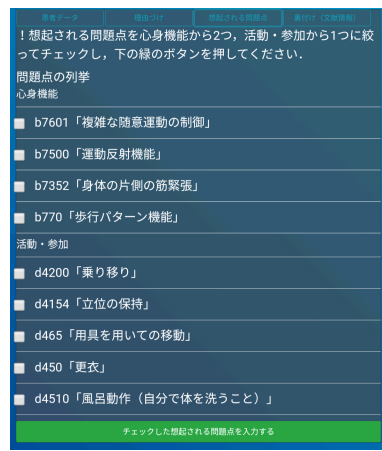 患者データ 理由づけ 想起される問題点 裏付け（文献情報）
！想起される問題点を心身機能から2つ，活動・参加から1つに絞
ってチェックし，下の緑のボタンを押してください．
問題点の列挙
心身機能
b7601「複雑な随意運動の制御」
b7500「運動反射機能」
b7352「身体の片側の筋緊張」
b770「歩行パターン機能」
活動・参加
d4200「乗り移り」
d4154「立位の保持」
d465「用具を用いての移動」
d450「更衣」
d4510「風呂動作（自分で体を洗うこと）」
チェックした想起される問題点を入力する